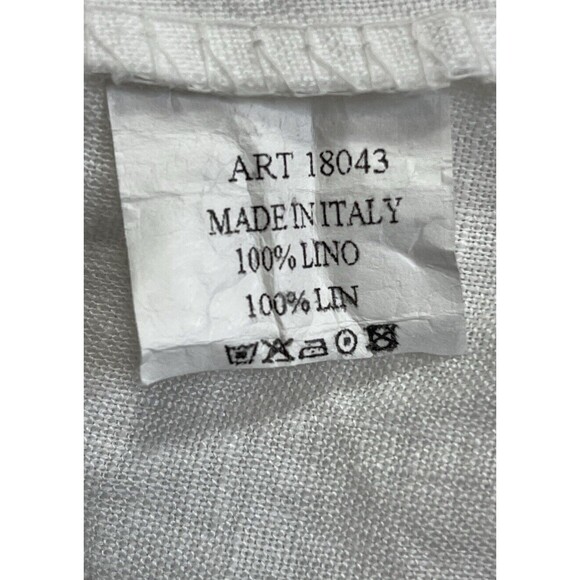 ART 18043
MADE IN ITALY
100% LINO
100% LIN